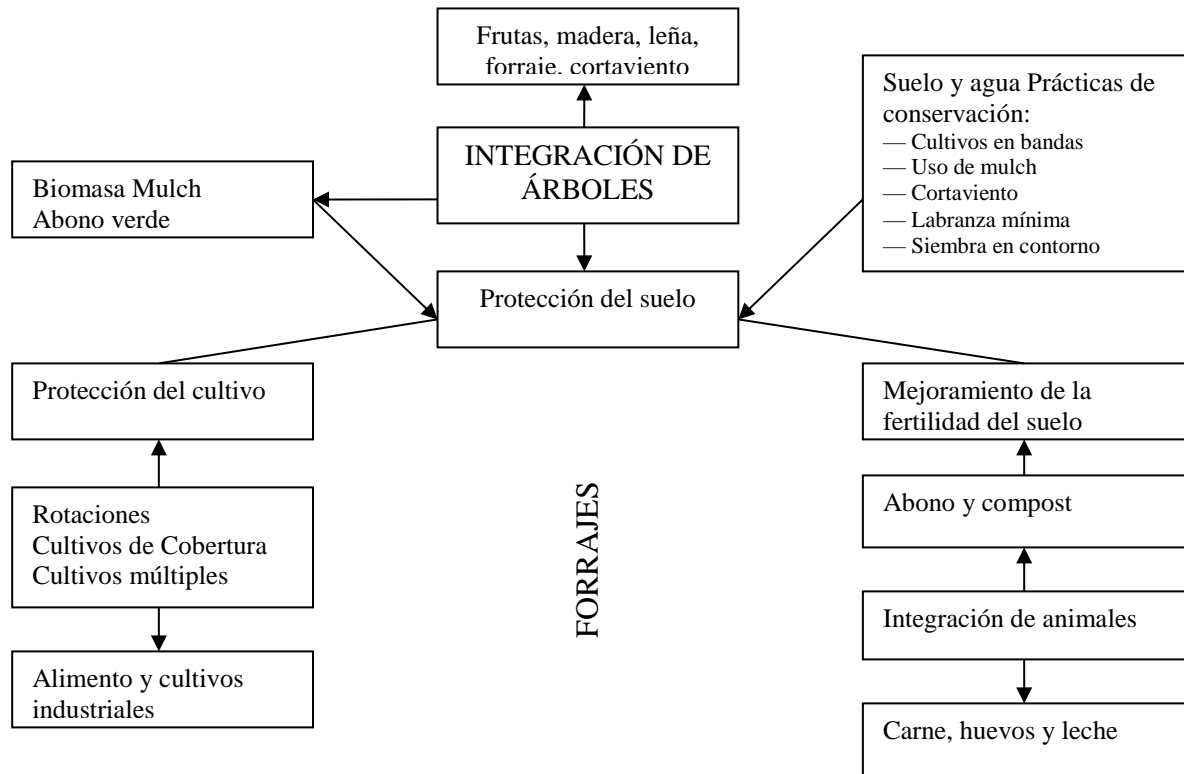 Frutas, madera, leña,
forraje, cortaviento
Suelo y agua Prácticas de
conservación:
— Cultivos en bandas
— Uso de mulch
— Cortaviento
— Labranza mínima
— Siembra en contorno
INTEGRACIÓN DE
ÁRBOLES
Biomasa Mulch
Abono verde
Protección del suelo
Protección del cultivo
Mejoramiento de la
fertilidad del suelo
Rotaciones
Cultivos de Cobertura
Cultivos múltiples
FORRAJES
Abono y compost
Integración de animales
Alimento y cultivos
industriales
Carne, huevos y leche